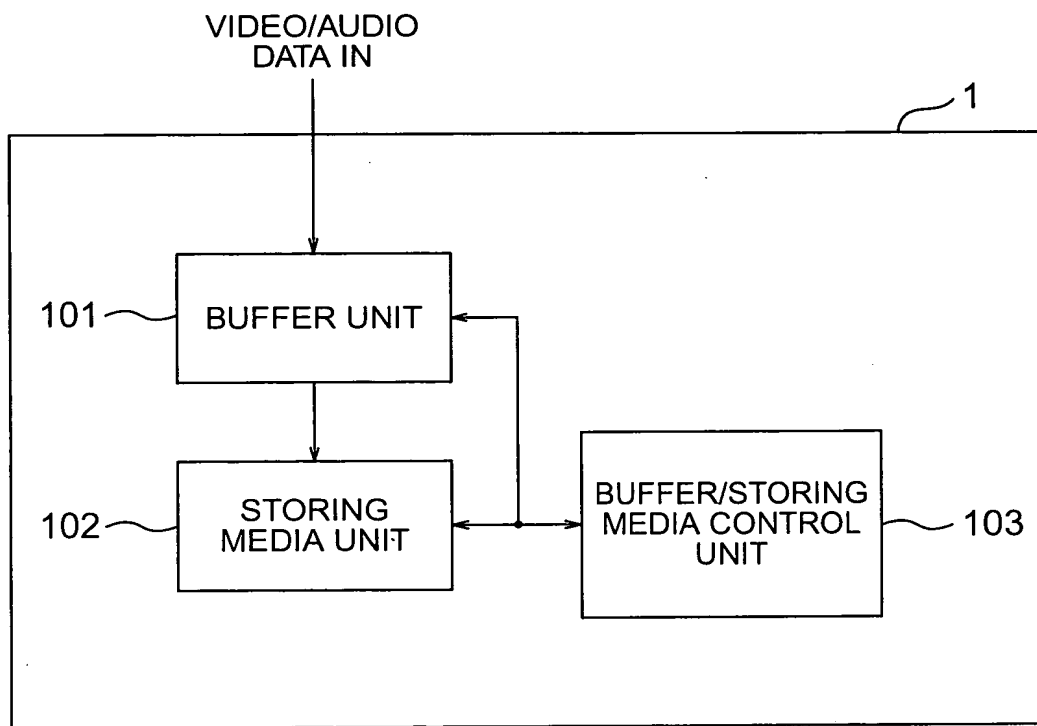 VIDEO/AUDIO
DATA IN
1
101
BUFFER UNIT
102
STORING
MEDIA UNIT
BUFFER/STORING
MEDIA CONTROL
UNIT
103